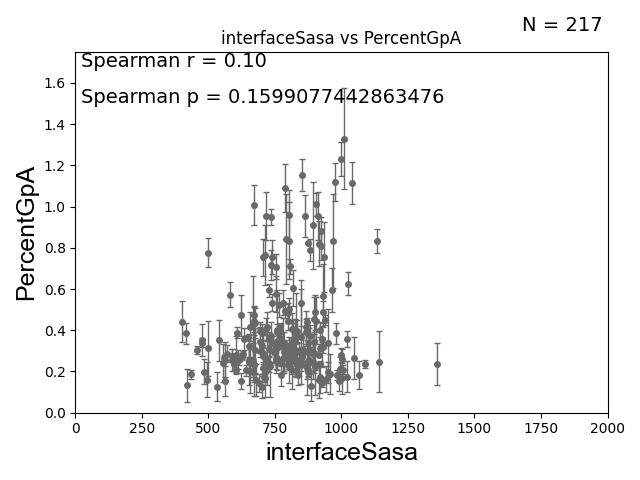 N = 217
interfaceSasa vs PercentGpA
Spearman r = 0.10
Spearman p = 0.1599077442863476
PercentGpA
1.6
1.4
1.2
1.0
0.8
0.6
0.4
0.2
0.0
0 250 500 750 1000 1250 1500 1750 2000
interfaceSasa